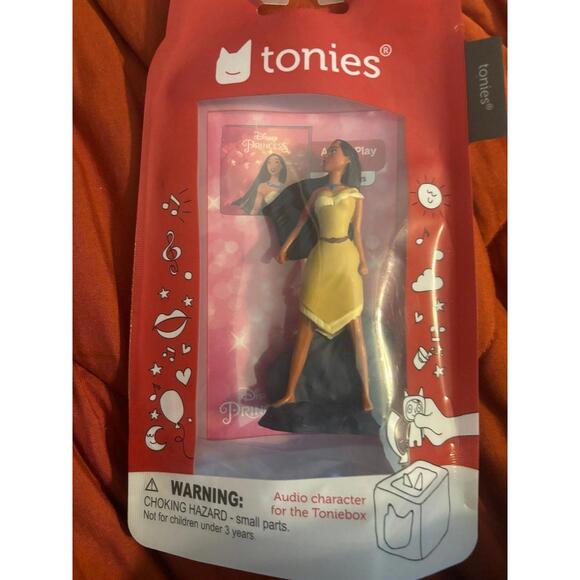 tonies®
tonies®
Disney
PRINCESS
Play
Disney
WARNING:
CHOKING HAZARD - small parts.
Not for children under 3 years.
Audio character
for the Toniebox